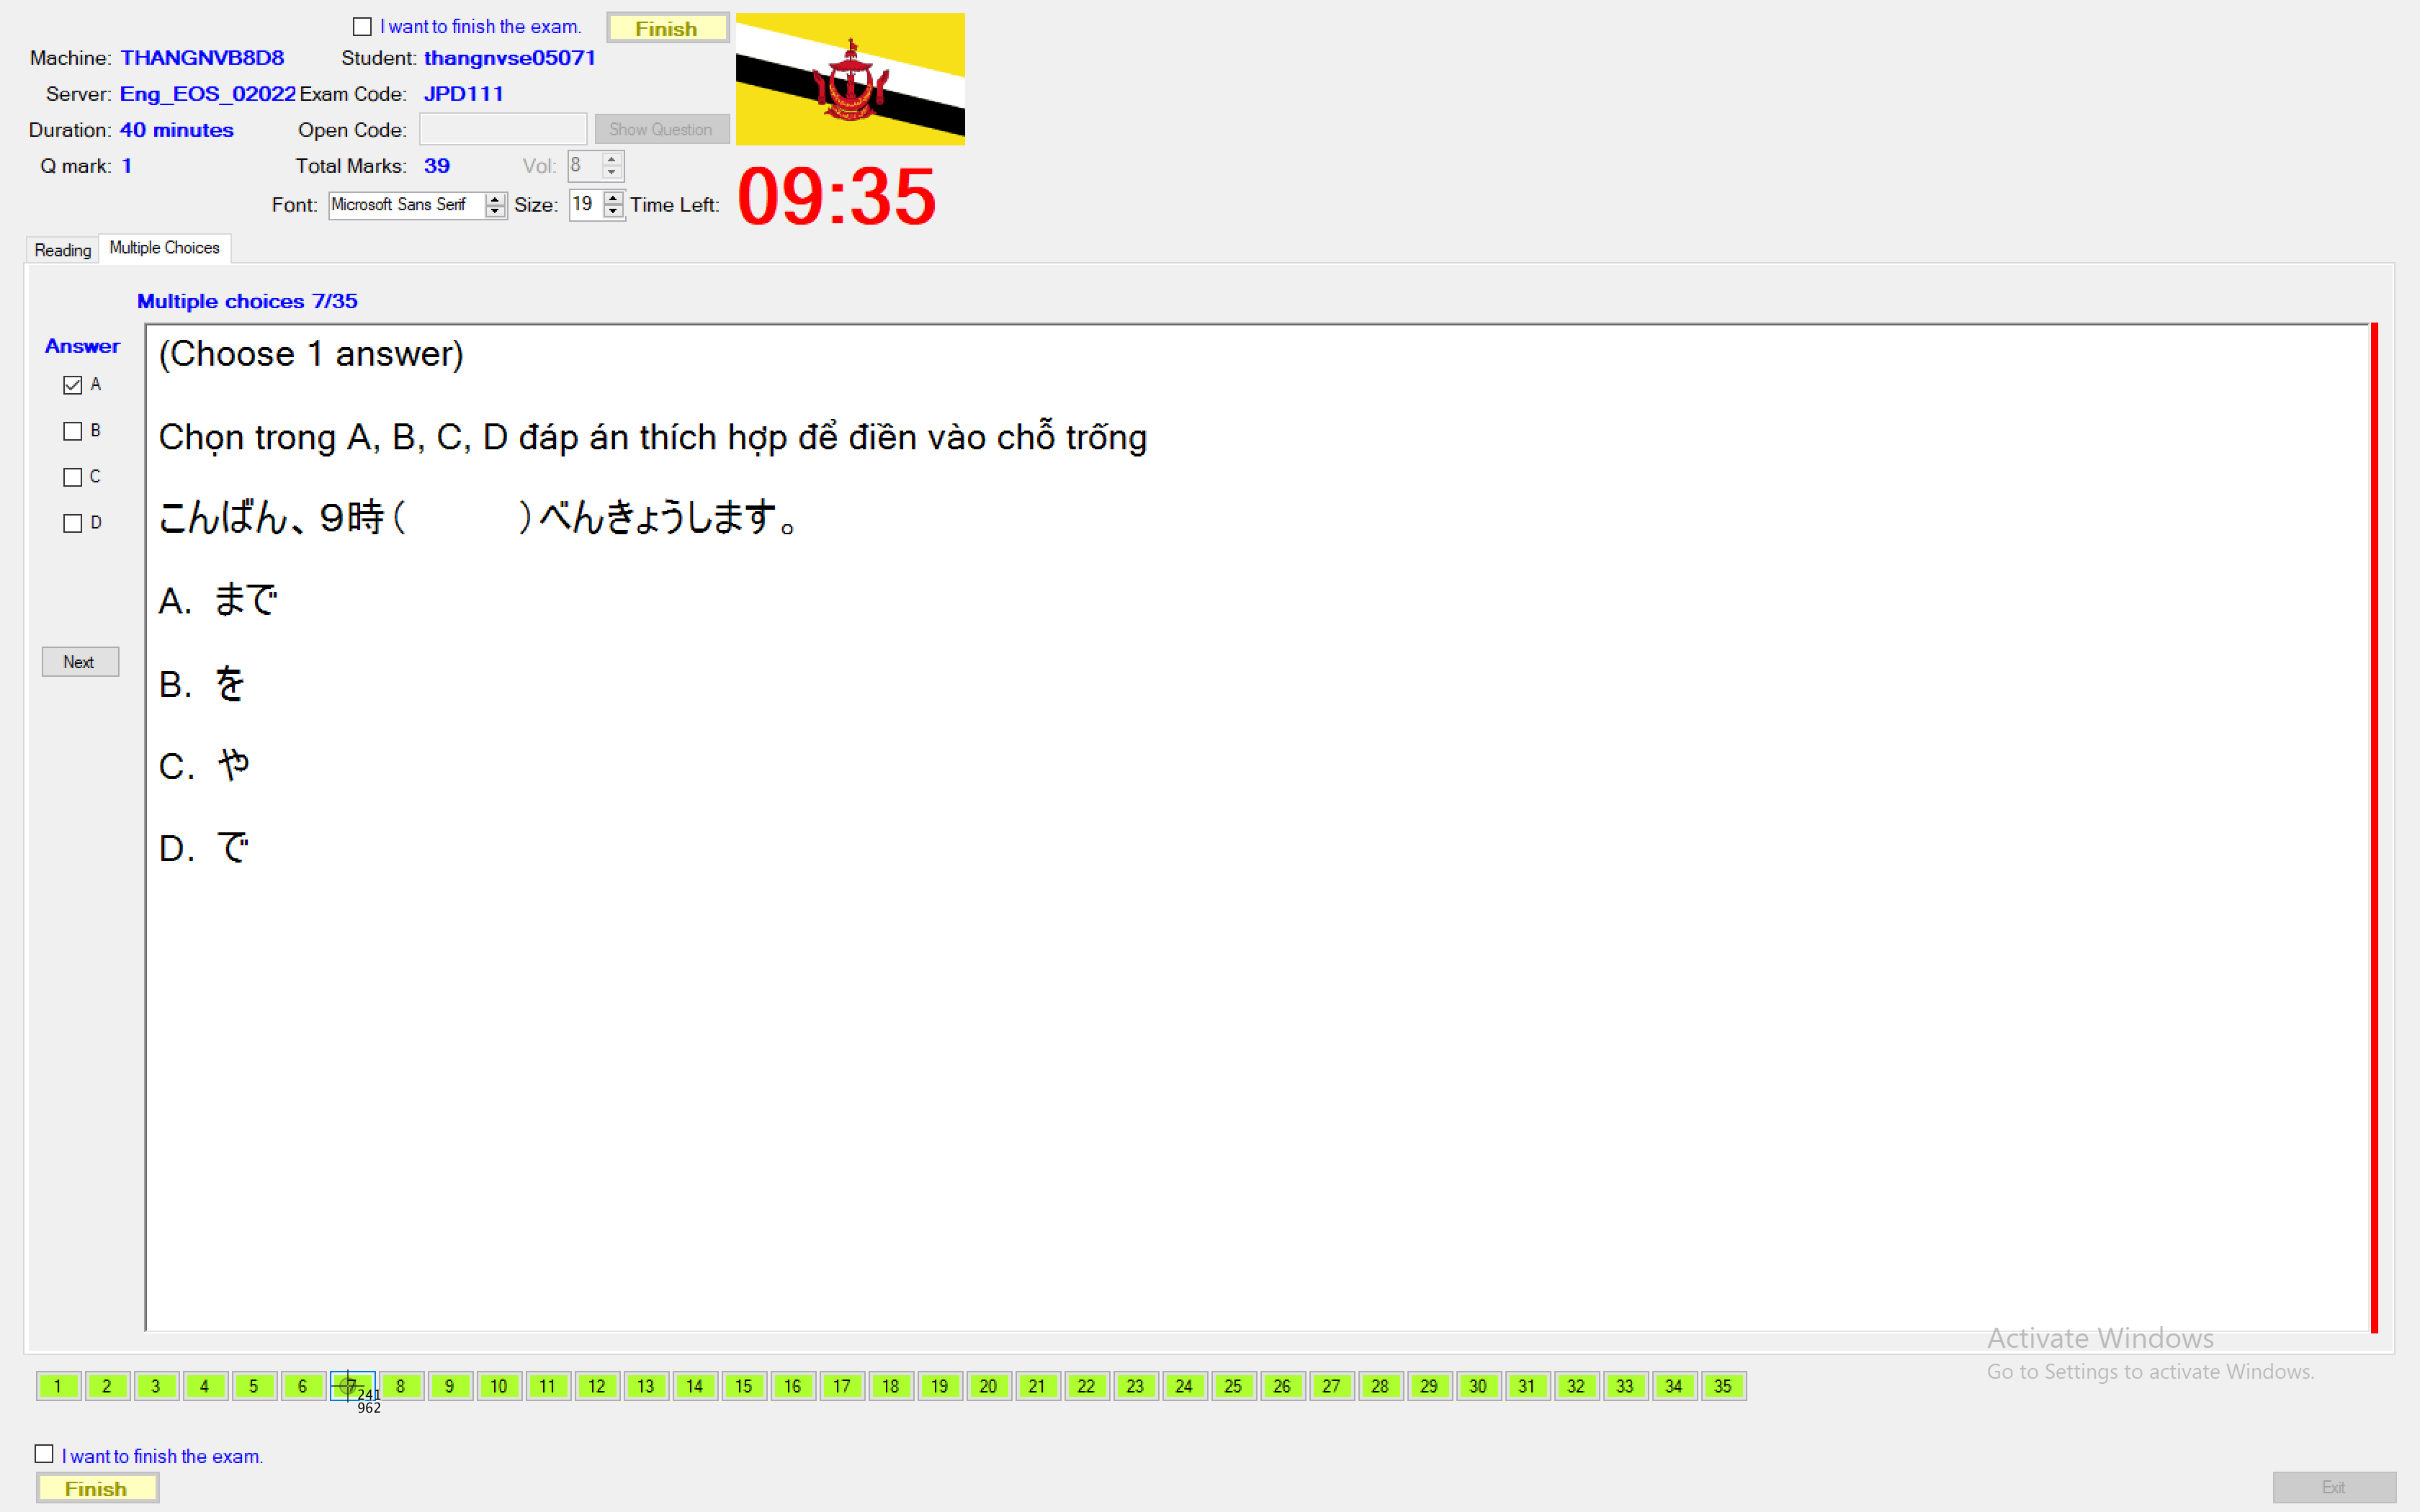 I want to finish the exam.
Finish
Machine: THANGNVB8D8 Student: thangnvse05071
Server: Eng_EOS_02022 Exam Code: JPD111
Duration: 40 minutes Open Code: Show Question
Q mark: 1 Total Marks: 39 Vol: 8
Font: Microsoft Sans Serif Size: 19 Time Left: 09:35
Reading Multiple Choices
Multiple choices 7/35
Answer
A
B
C
D
Next
(Choose 1 answer)
Chọn trong A, B, C, D đáp án thích hợp để điền vào chỗ trống
こんばん、9時(　　　)べんきょうします。
A. まで
B. を
C. や
D. で
Activate Windows
Go to Settings to activate Windows.
1 2 3 4 5 6 7 8 9 10 11 12 13 14 15 16 17 18 19 20 21 22 23 24 25 26 27 28 29 30 31 32 33 34 35
241
962
I want to finish the exam.
Finish
Exit